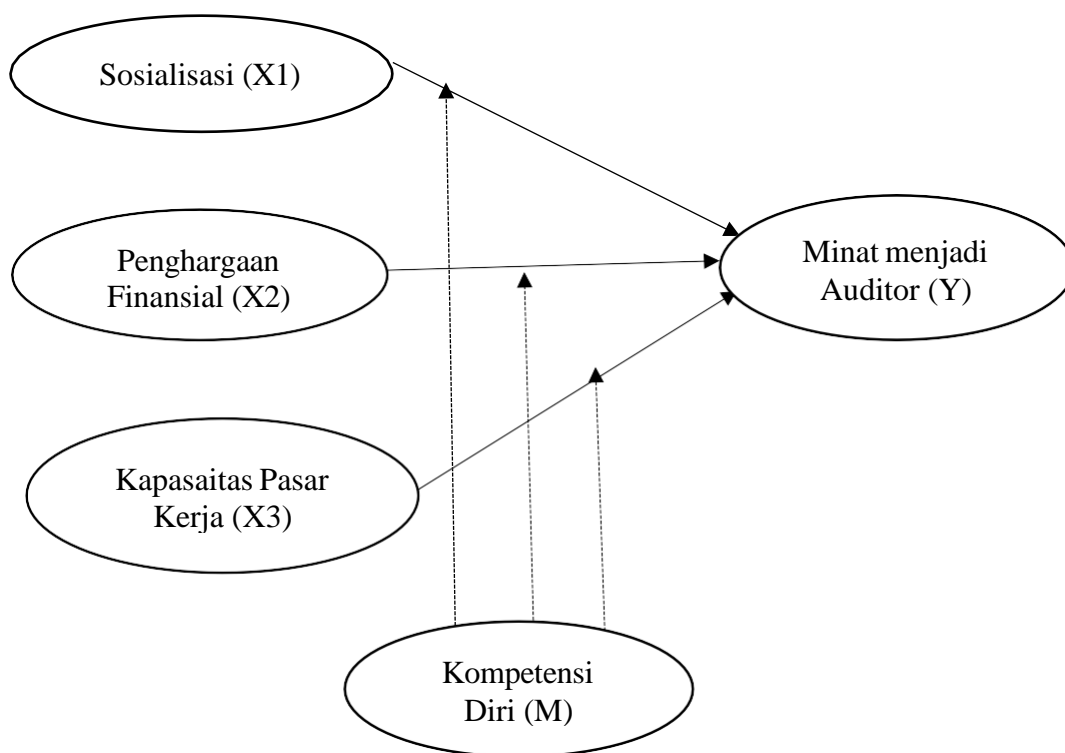 Sosialisasi (X1)
Penghargaan
Finansial (X2)
Minat menjadi
Auditor (Y)
Kapasaitas Pasar
Kerja (X3)
Kompetensi
Diri (M)